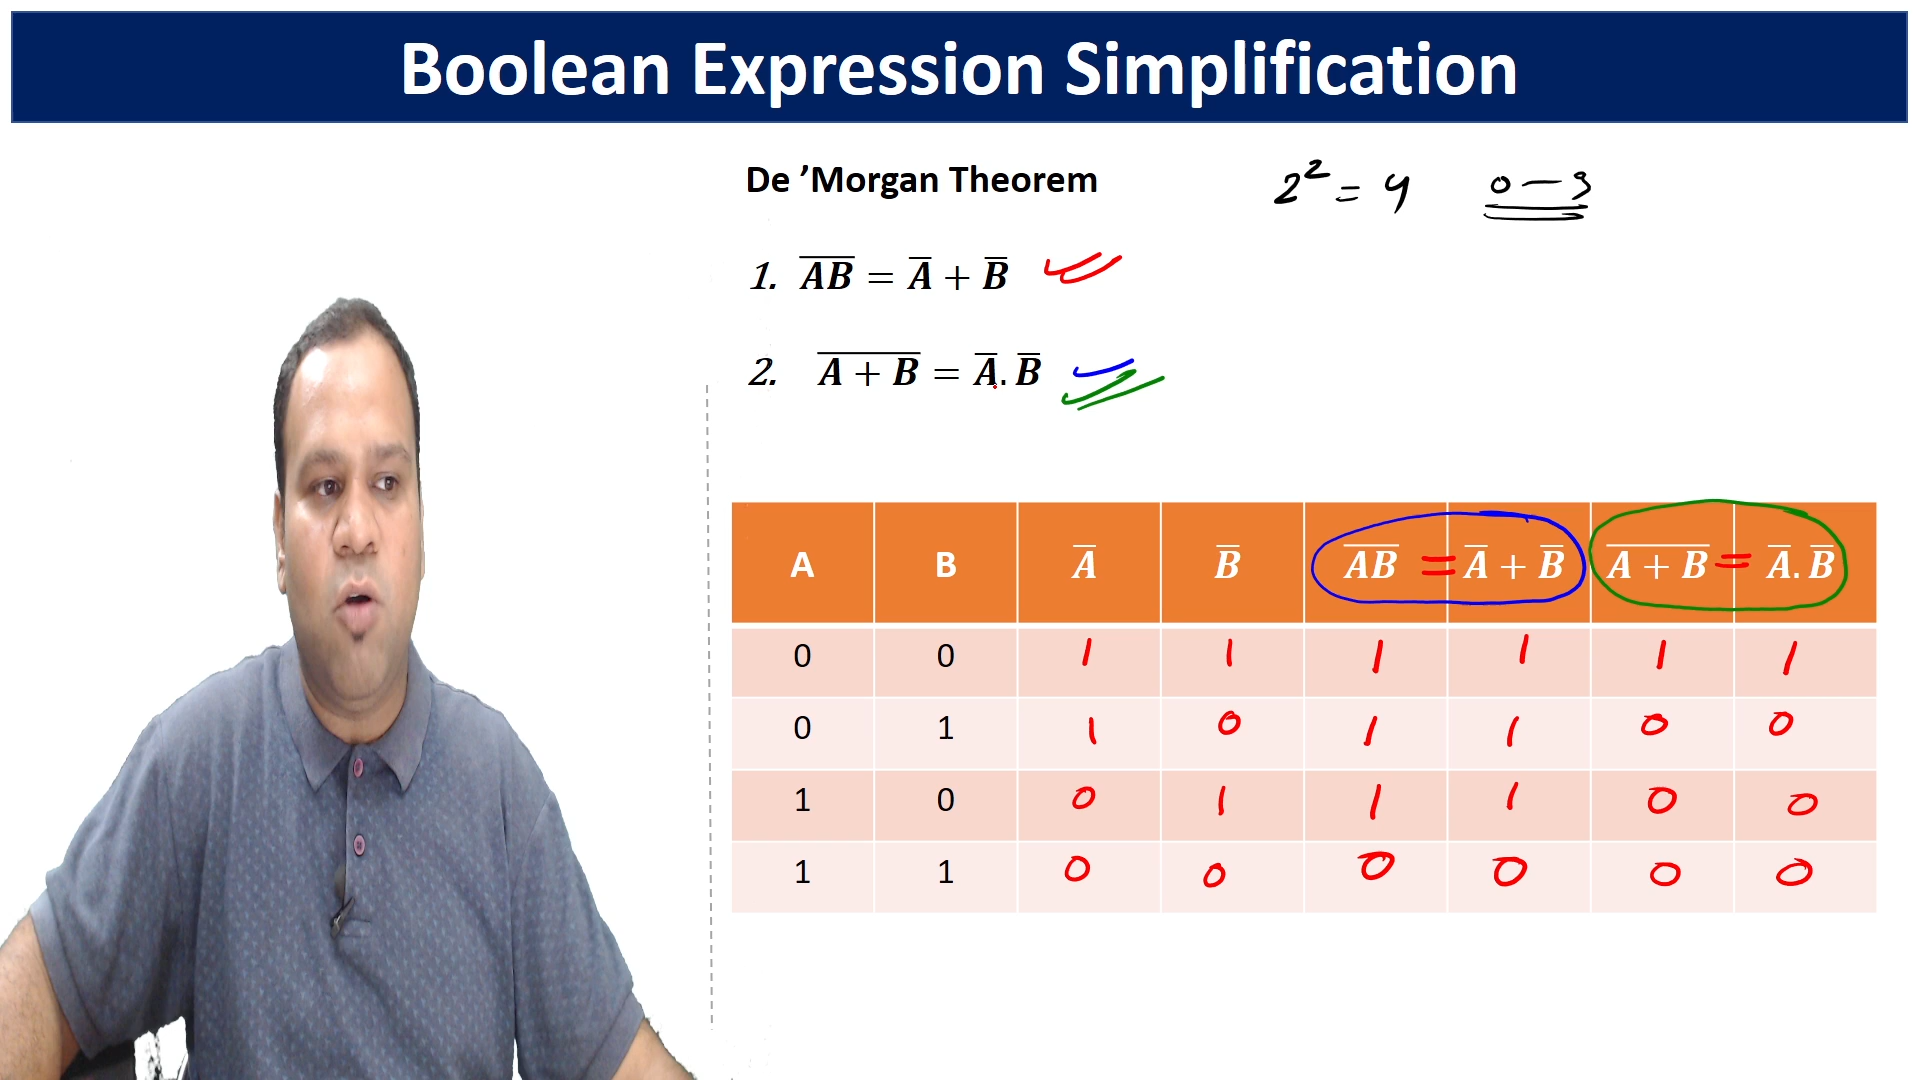 Boolean Expression Simplification
De ’Morgan Theorem 2² = 4 0 – 3
1. A̅B̅ = A̅ + B̅
2. A̅ ̅+̅ ̅B̅ = A̅. B̅
A B A̅ B̅ A̅B̅ = A̅ + B̅ A̅ ̅+̅ ̅B̅ = A̅. B̅
0 0 1 1 1 1 1 1
0 1 1 0 1 1 0 0
1 0 0 1 1 1 0 0
1 1 0 0 0 0 0 0